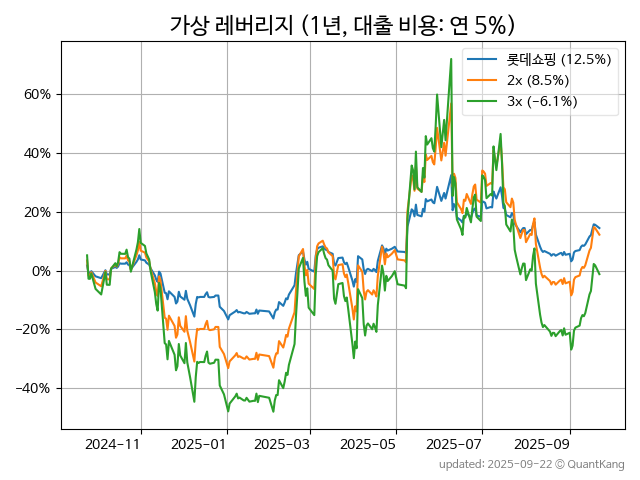 가상 레버리지 (1년, 대출 비용: 연 5%)
롯데쇼핑 (12.5%)
2x (8.5%)
3x (−6.1%)
60%
40%
20%
0%
−20%
−40%
2024-11
2025-01
2025-03
2025-05
2025-07
2025-09
updated: 2025-09-22 © QuantKang